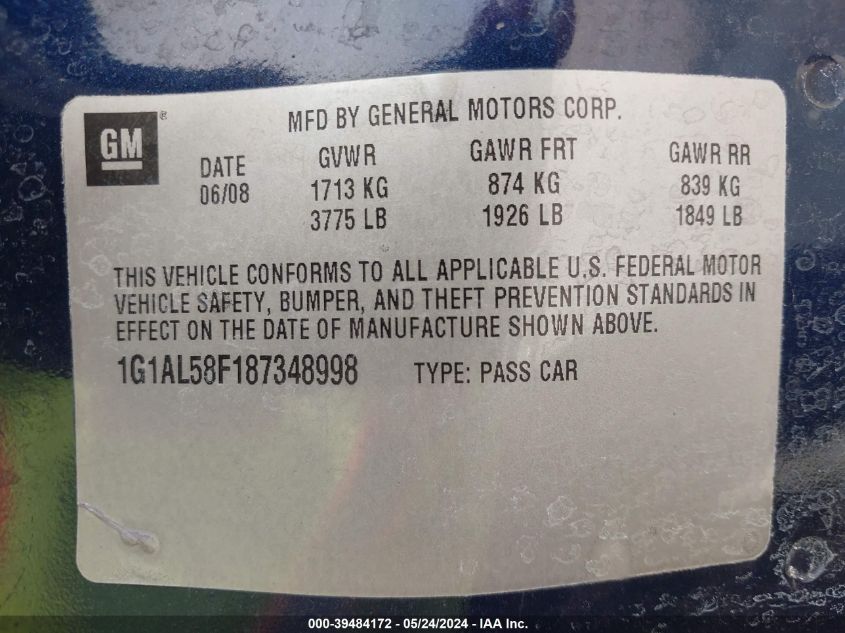 GM ®
MFD BY GENERAL MOTORS CORP.
DATE GVWR GAWR FRT GAWR RR
06/08 1713 KG 874 KG 839 KG
3775 LB 1926 LB 1849 LB
THIS VEHICLE CONFORMS TO ALL APPLICABLE U.S. FEDERAL MOTOR
VEHICLE SAFETY, BUMPER, AND THEFT PREVENTION STANDARDS IN
EFFECT ON THE DATE OF MANUFACTURE SHOWN ABOVE.
1G1AL58F187348998 TYPE: PASS CAR
000-39484172 - 05/24/2024 - IAA Inc.